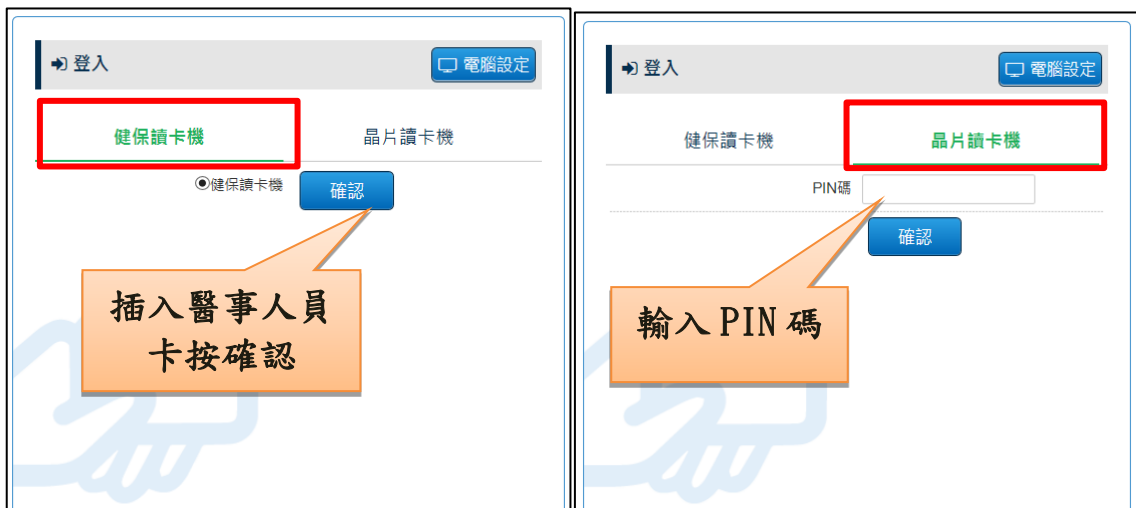 登入
電腦設定
健保讀卡機
晶片讀卡機
健保讀卡機
確認
插入醫事人員
卡按確認
登入
電腦設定
健保讀卡機
晶片讀卡機
PIN碼
確認
輸入 PIN 碼